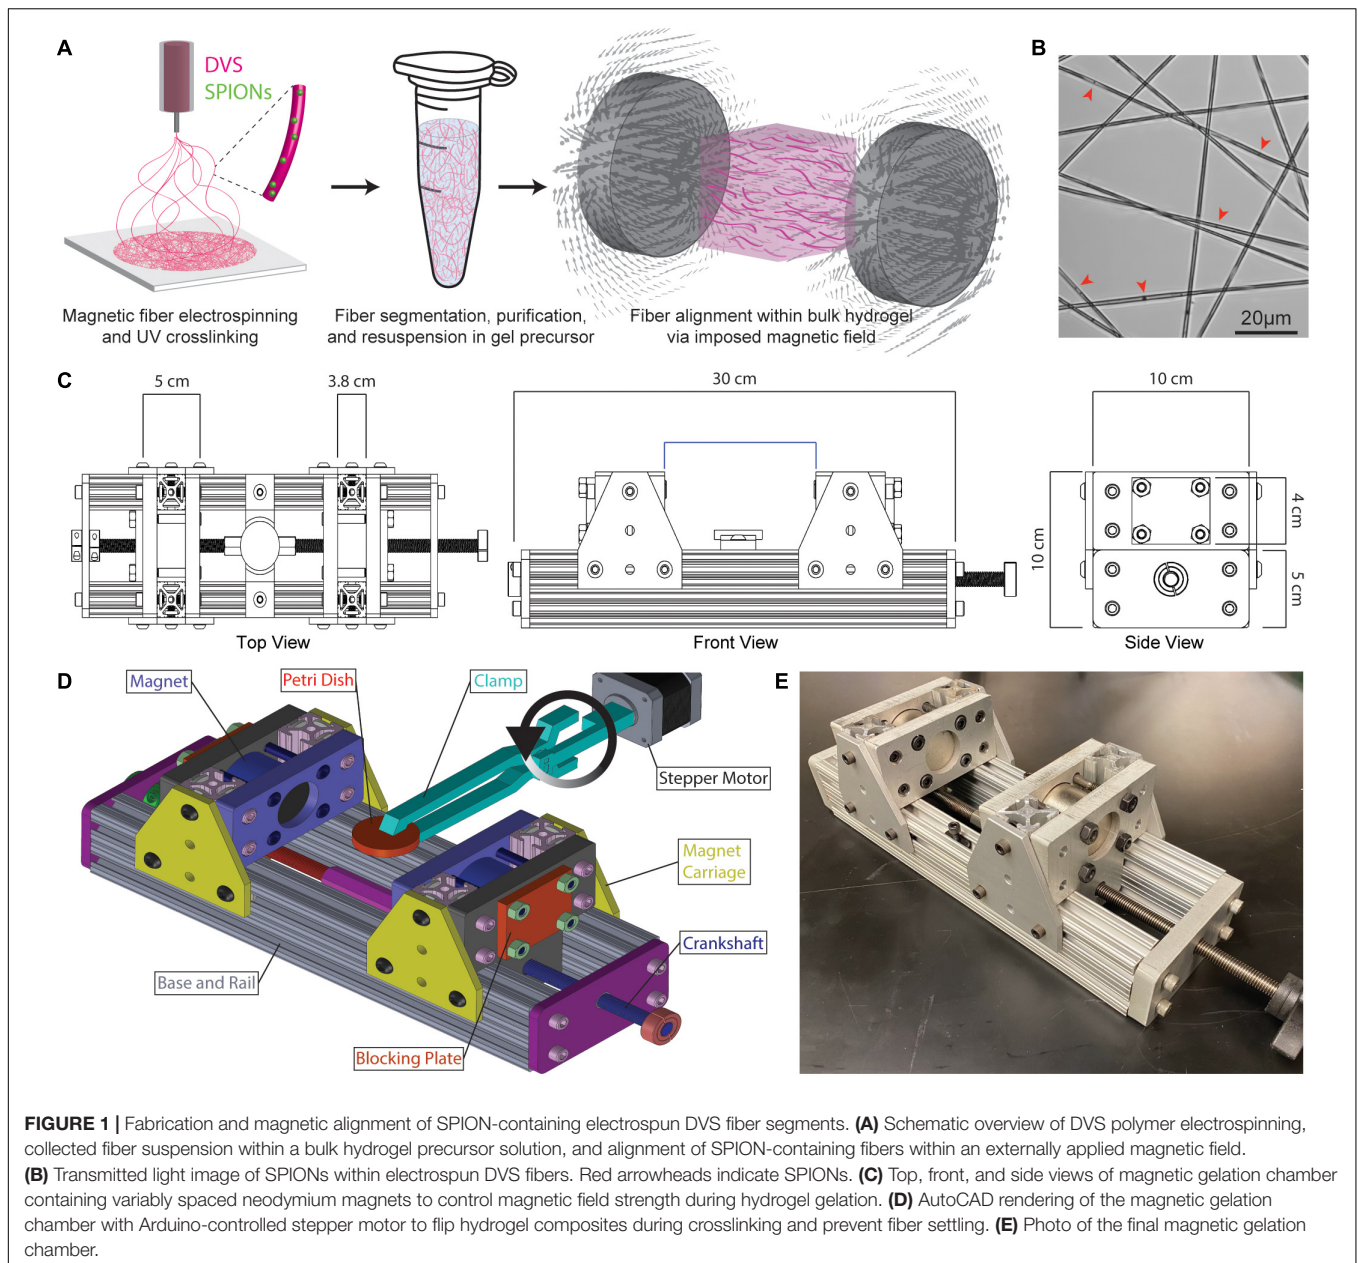 A
DVS
SPIONs
Magnetic fiber electrospinning
and UV crosslinking
Fiber segmentation, purification,
and resuspension in gel precursor
Fiber alignment within bulk hydrogel
via imposed magnetic field
B
20μm
C
5 cm
3.8 cm
Top View
30 cm
Front View
10 cm
10 cm
4 cm
5 cm
Side View
D
Magnet
Petri Dish
Clamp
Stepper Motor
Magnet
Carriage
Crankshaft
Base and Rail
Blocking Plate
E
FIGURE 1 | Fabrication and magnetic alignment of SPION-containing electrospun DVS fiber segments. (A) Schematic overview of DVS polymer electrospinning,
collected fiber suspension within a bulk hydrogel precursor solution, and alignment of SPION-containing fibers within an externally applied magnetic field.
(B) Transmitted light image of SPIONs within electrospun DVS fibers. Red arrowheads indicate SPIONs. (C) Top, front, and side views of magnetic gelation chamber
containing variably spaced neodymium magnets to control magnetic field strength during hydrogel gelation. (D) AutoCAD rendering of the magnetic gelation
chamber with Arduino-controlled stepper motor to flip hydrogel composites during crosslinking and prevent fiber settling. (E) Photo of the final magnetic gelation
chamber.